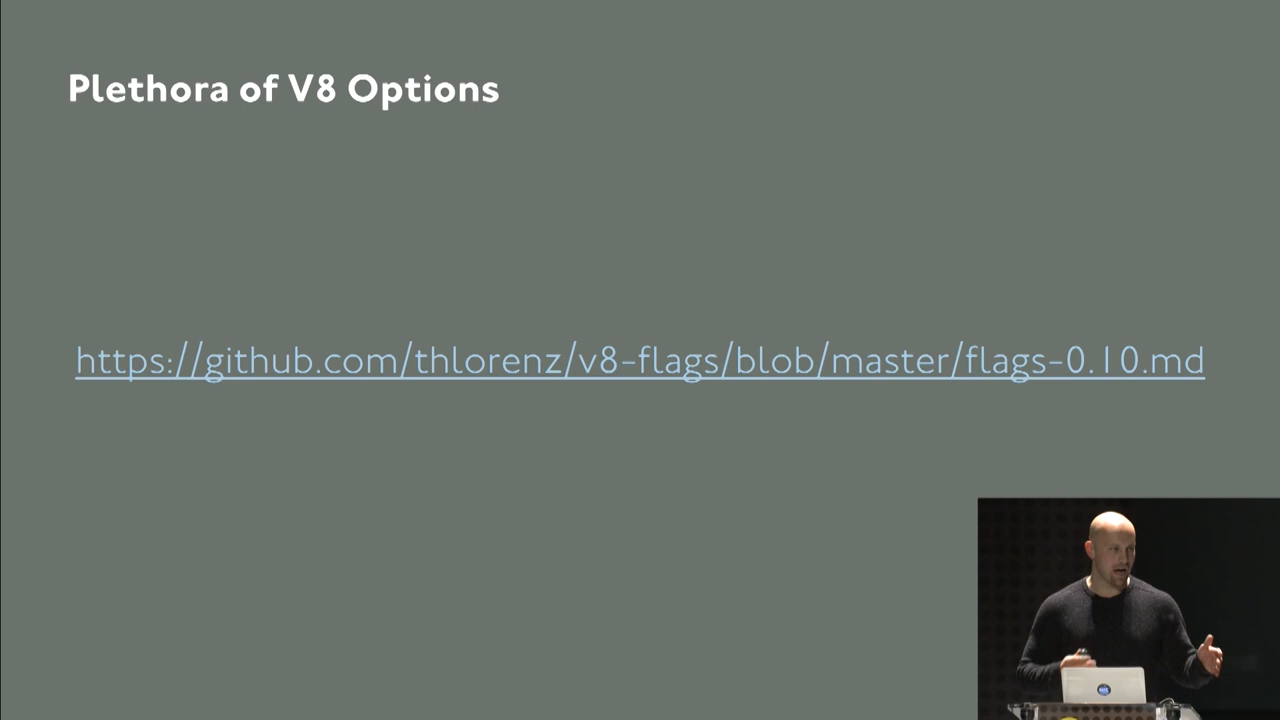 Plethora of V8 Options
https://github.com/thlorenz/v8-flags/blob/master/flags-0.10.md